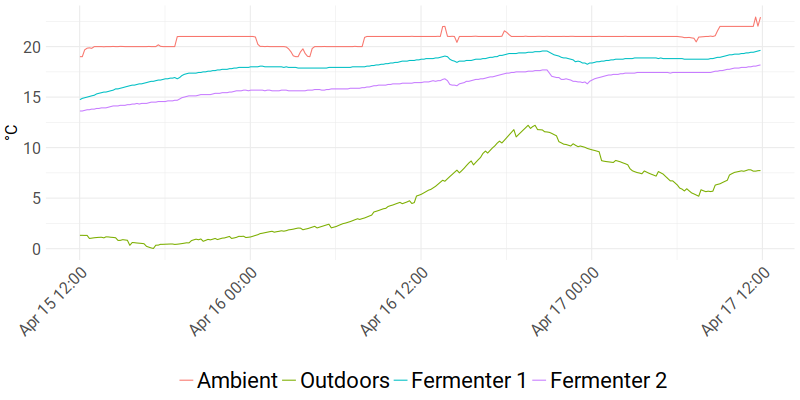 20
15
10
5
0
°C
Apr 15 12:00
Apr 16 00:00
Apr 16 12:00
Apr 17 00:00
Apr 17 12:00
Ambient Outdoors Fermenter 1 Fermenter 2